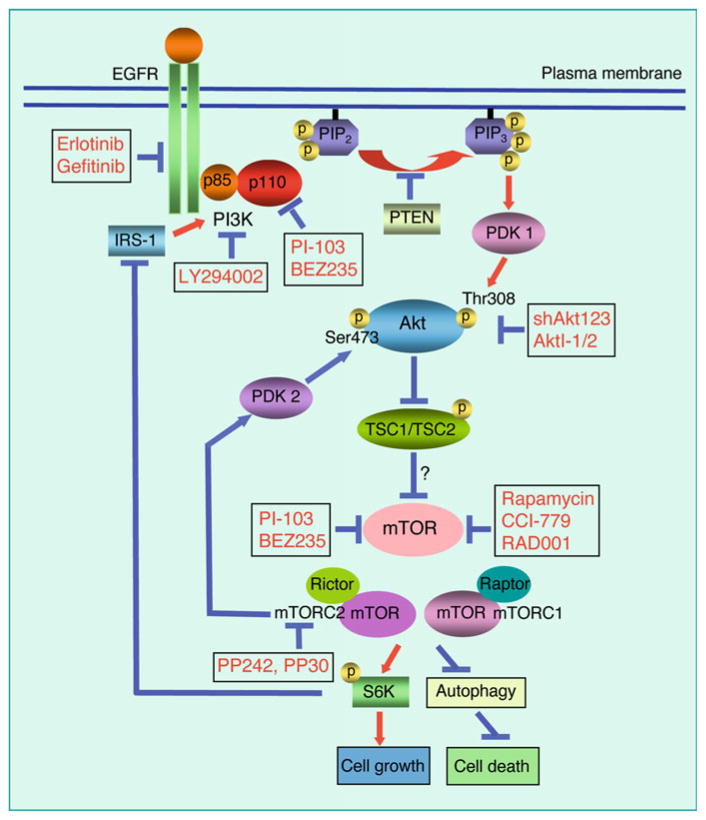 EGFR
Plasma membrane
Erlotinib
Gefitinib
p
p
PIP2
PIP3
p
p
p
p85
p110
PI3K
PTEN
PDK 1
IRS-1
LY294002
PI-103
BEZ235
Thr308
p
Akt
p
Ser473
shAkt123
AktI-1/2
PDK 2
p
TSC1/TSC2
?
PI-103
BEZ235
mTOR
Rapamycin
CCI-779
RAD001
Rictor
mTORC2
mTOR
Raptor
mTOR
mTORC1
PP242, PP30
p
S6K
Autophagy
Cell growth
Cell death